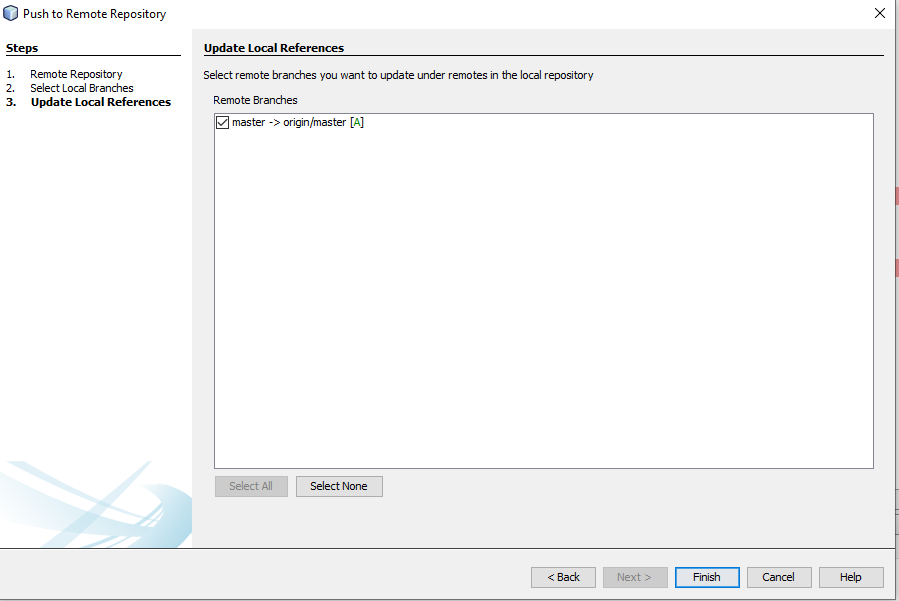 Push to Remote Repository
Steps
1. Remote Repository
2. Select Local Branches
3. Update Local References
Update Local References
Select remote branches you want to update under remotes in the local repository
Remote Branches
master -> origin/master [A]
Select All
Select None
< Back
Next >
Finish
Cancel
Help